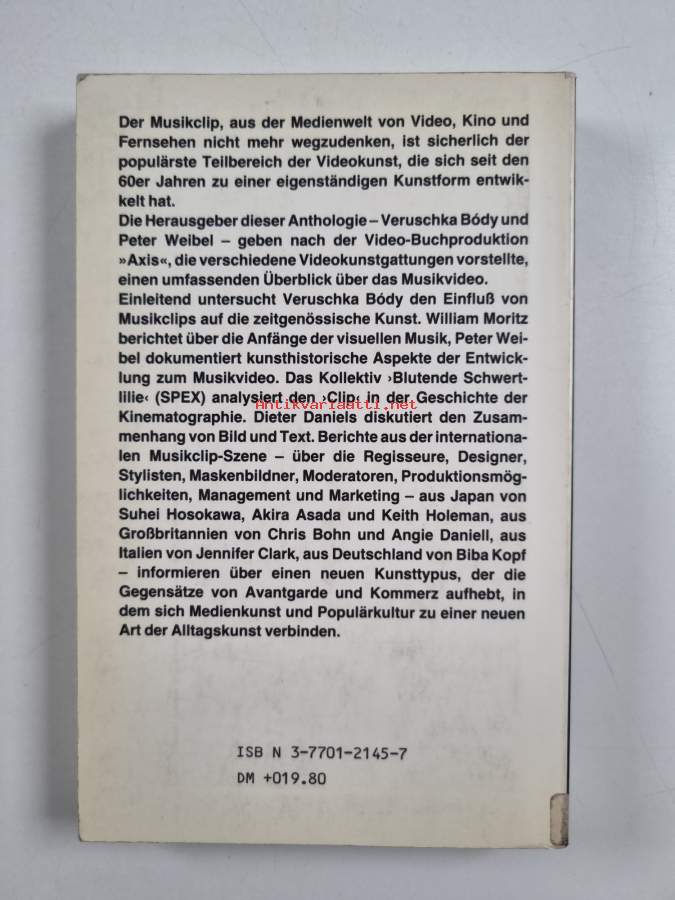 Der Musikclip, aus der Medienwelt von Video, Kino und
Fernsehen nicht mehr wegzudenken, ist sicherlich der
populärste Teilbereich der Videokunst, die sich seit den
60er Jahren zu einer eigenständigen Kunstform entwik-
kelt hat.
Die Herausgeber dieser Anthologie – Veruschka Bódy und
Peter Weibel – geben nach der Video-Buchproduktion
»Axis«, die verschiedene Videokunstgattungen vorstellte,
einen umfassenden Überblick über das Musikvideo.
Einleitend untersucht Veruschka Bódy den Einfluß von
Musikclips auf die zeitgenössische Kunst. William Moritz
berichtet über die Anfänge der visuellen Musik, Peter Wei-
bel dokumentiert kunsthistorische Aspekte der Entwick-
lung zum Musikvideo. Das Kollektiv ›Blutende Schwert-
lilie‹ (SPEX) analysiert den ›Clip‹ in der Geschichte der
Antikvariaatti.net
Kinematographie. Dieter Daniels diskutiert den Zusam-
menhang von Bild und Text. Berichte aus der internationa-
len Musikclip-Szene – über die Regisseure, Designer,
Stylisten, Maskenbildner, Moderatoren, Produktionsmög-
lichkeiten, Management und Marketing – aus Japan von
Suhei Hosokawa, Akira Asada und Keith Holeman, aus
Großbritannien von Chris Bohn und Angie Daniell, aus
Italien von Jennifer Clark, aus Deutschland von Biba Kopf
– informieren über einen neuen Kunsttypus, der die
Gegensätze von Avantgarde und Kommerz aufhebt, in
dem sich Medienkunst und Populärkultur zu einer neuen
Art der Alltagskunst verbinden.
ISB N 3-7701-2145-7
DM +019.80